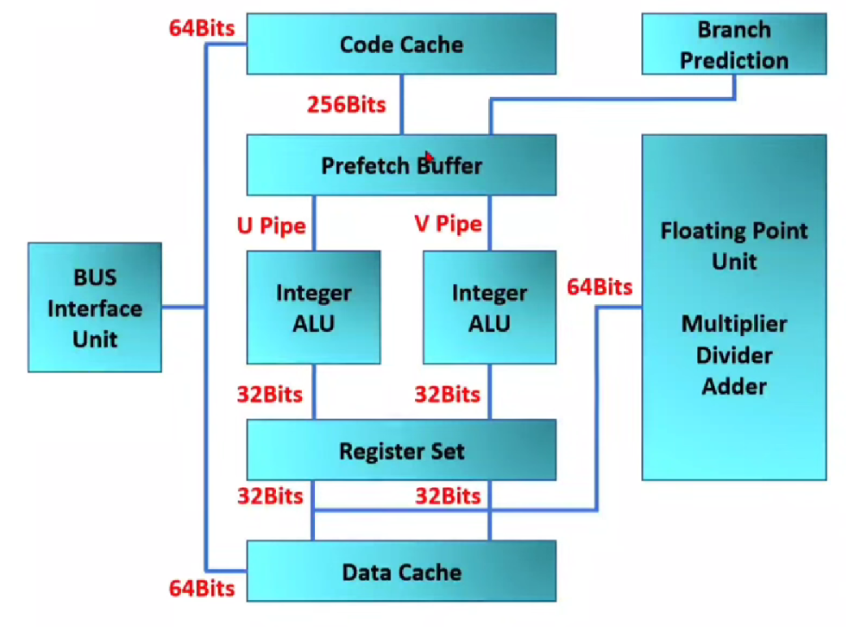 64Bits
Code Cache
Branch
Prediction
256Bits
Prefetch Buffer
U Pipe
V Pipe
BUS
Interface
Unit
Integer
ALU
Integer
ALU
64Bits
Floating Point
Unit
Multiplier
Divider
Adder
32Bits
32Bits
Register Set
32Bits
32Bits
Data Cache
64Bits